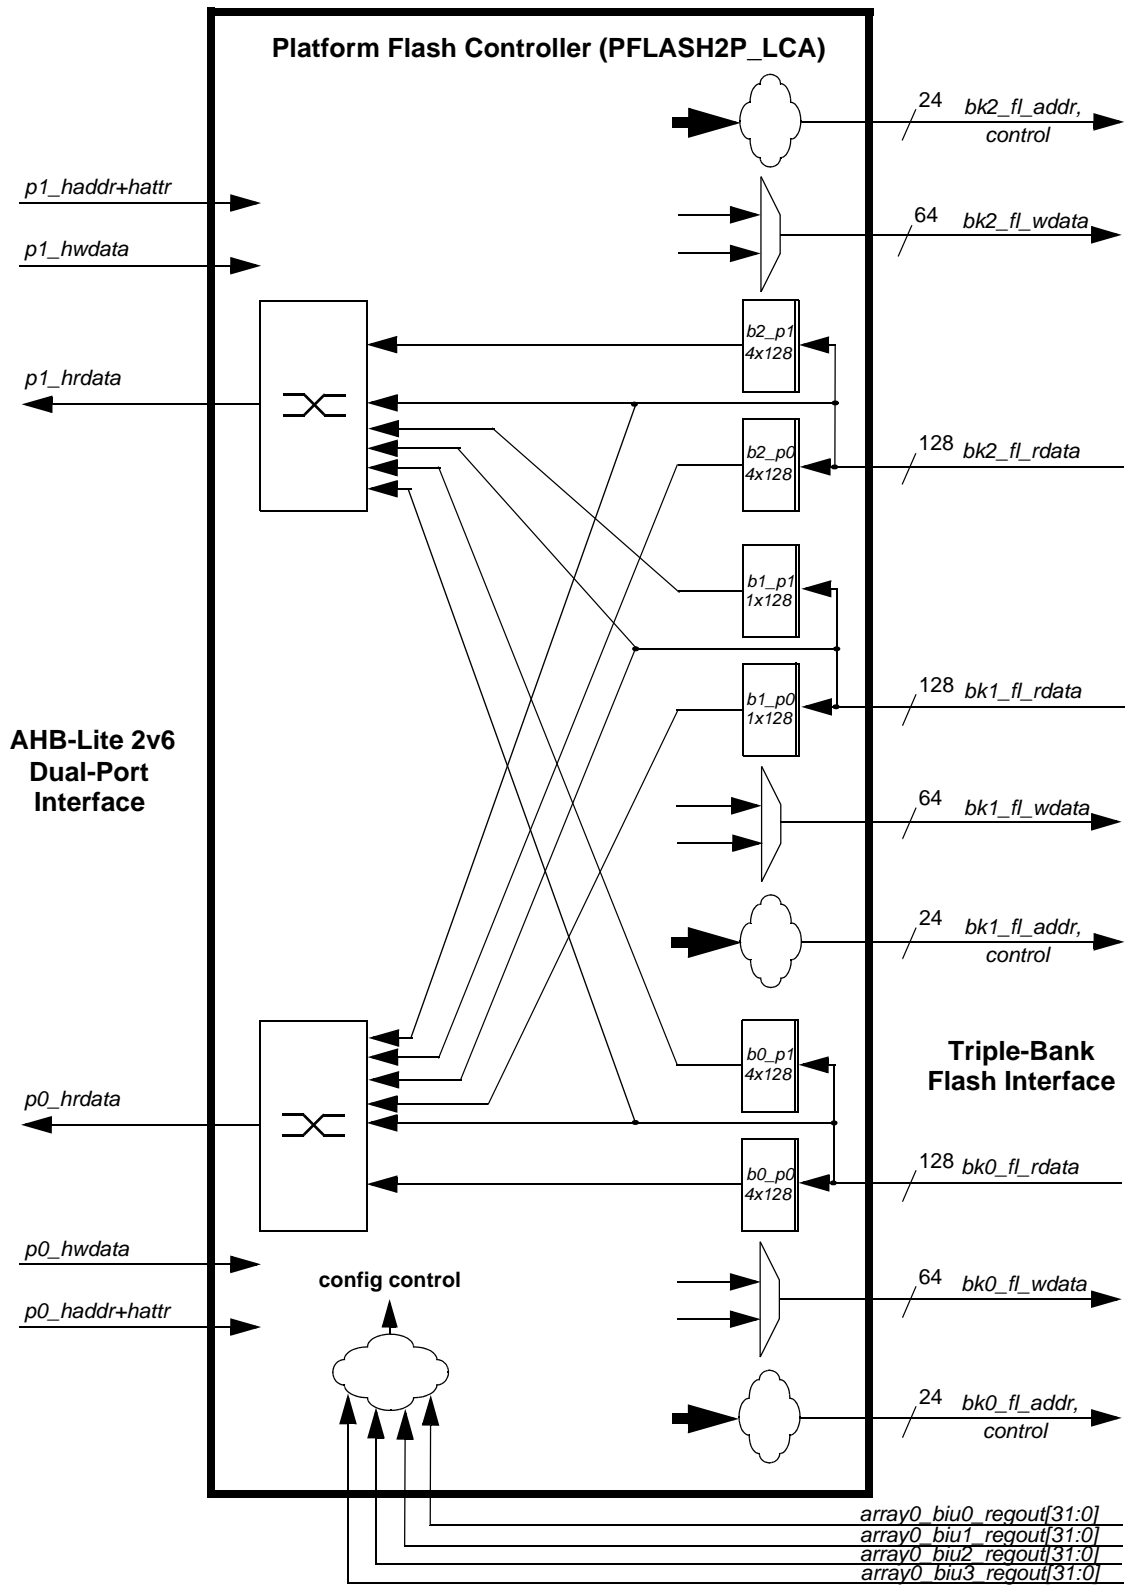 Platform Flash Controller (PFLASH2P_LCA)
24
bk2_fl_addr,
control
p1_haddr+hattr
64
bk2_fl_wdata
p1_hwdata
b2_p1
4x128
p1_hrdata
b2_p0
4x128
128
bk2_fl_rdata
b1_p1
1x128
b1_p0
1x128
128
bk1_fl_rdata
AHB-Lite 2v6
Dual-Port
Interface
64
bk1_fl_wdata
24
bk1_fl_addr,
control
b0_p1
4x128
Triple-Bank
Flash Interface
p0_hrdata
b0_p0
4x128
128
bk0_fl_rdata
p0_hwdata
config control
64
bk0_fl_wdata
p0_haddr+hattr
24
bk0_fl_addr,
control
array0_biu0_regout[31:0]
array0_biu1_regout[31:0]
array0_biu2_regout[31:0]
array0_biu3_regout[31:0]